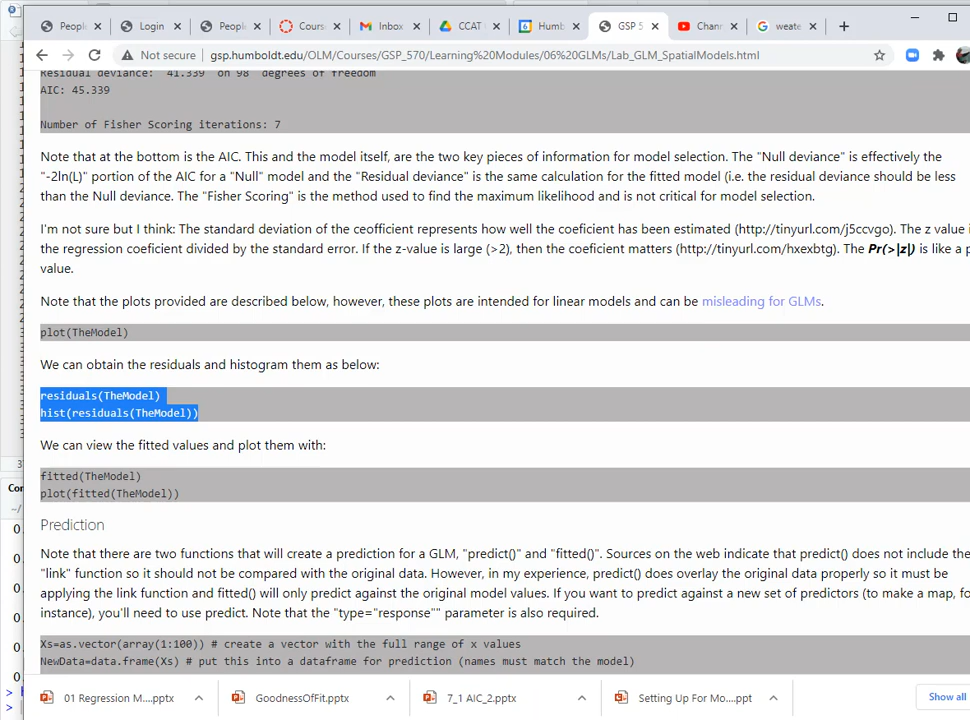 Peopl
Login
Peopl
Cours
Inbox
CCAT
Humb
GSP 5
Chann
weate
Not secure
gsp.humboldt.edu/OLM/Courses/GSP_570/Learning%20Modules/06%20GLMs/Lab_GLM_SpatialModels.html
Residual deviance: 41.339 on 98 degrees of freedom
AIC: 45.339
Number of Fisher Scoring iterations: 7
Note that at the bottom is the AIC. This and the model itself, are the two key pieces of information for model selection. The "Null deviance" is effectively the
"-2ln(L)" portion of the AIC for a "Null" model and the "Residual deviance" is the same calculation for the fitted model (i.e. the residual deviance should be less
than the Null deviance. The "Fisher Scoring" is the method used to find the maximum likelihood and is not critical for model selection.
I'm not sure but I think: The standard deviation of the ceofficient represents how well the coeficient has been estimated (http://tinyurl.com/j5ccvgo). The z value i
the regression coeficient divided by the standard error. If the z-value is large (>2), then the coeficient matters (http://tinyurl.com/hxexbtg). The Pr(>|z|) is like a p
value.
Note that the plots provided are described below, however, these plots are intended for linear models and can be misleading for GLMs.
plot(TheModel)
We can obtain the residuals and histogram them as below:
residuals(TheModel)
hist(residuals(TheModel))
We can view the fitted values and plot them with:
fitted(TheModel)
plot(fitted(TheModel))
Prediction
Note that there are two functions that will create a prediction for a GLM, "predict()" and "fitted()". Sources on the web indicate that predict() does not include the
"link" function so it should not be compared with the original data. However, in my experience, predict() does overlay the original data properly so it must be
applying the link function and fitted() will only predict against the original model values. If you want to predict against a new set of predictors (to make a map, fo
instance), you'll need to use predict. Note that the "type="response"" parameter is also required.
Xs=as.vector(array(1:100)) # create a vector with the full range of x values
NewData=data.frame(Xs) # put this into a dataframe for prediction (names must match the model)
Con
01 Regression M....pptx
GoodnessOfFit.pptx
7_1 AIC_2.pptx
Setting Up For Mo....ppt
Show all